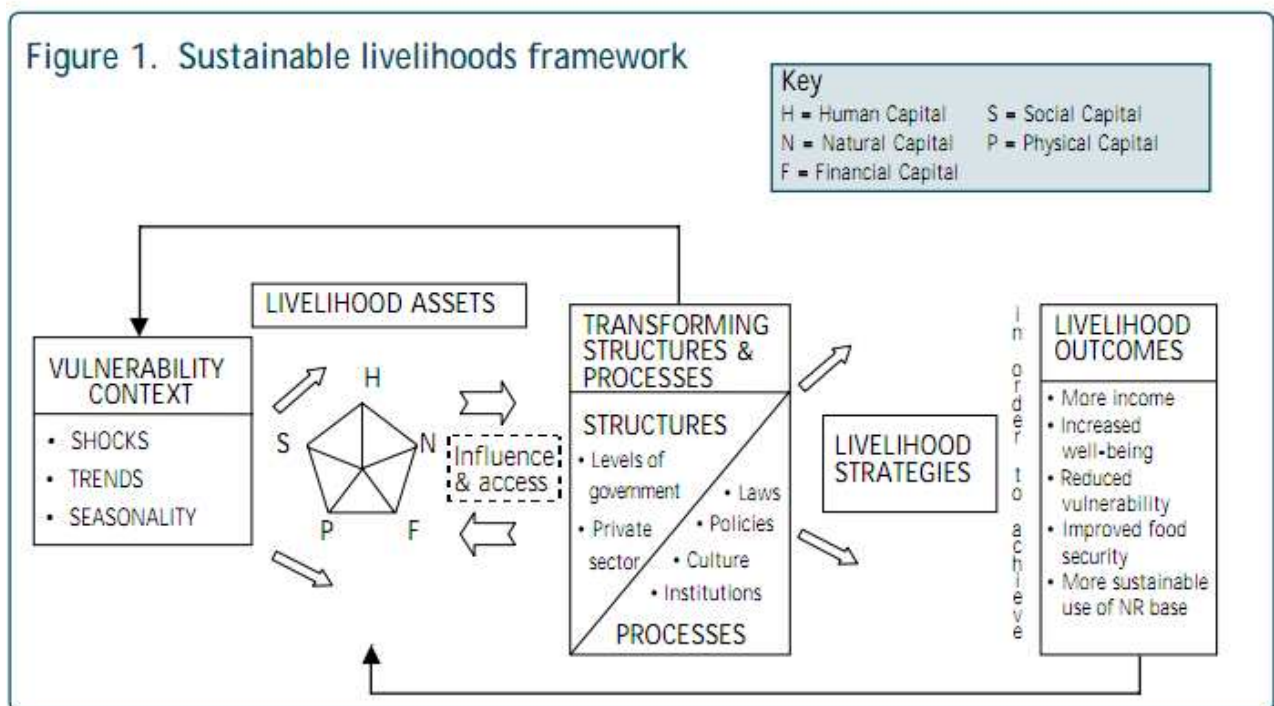 Figure 1. Sustainable livelihoods framework
Key
H = Human Capital S = Social Capital
N = Natural Capital P = Physical Capital
F = Financial Capital
LIVELIHOOD ASSETS
VULNERABILITY
CONTEXT
• SHOCKS
• TRENDS
• SEASONALITY
H
S
N
P
F
Influence
& access
TRANSFORMING
STRUCTURES &
PROCESSES
STRUCTURES
• Levels of
government
• Private
sector
• Laws
• Policies
• Culture
• Institutions
PROCESSES
LIVELIHOOD
STRATEGIES
in order to achieve
LIVELIHOOD
OUTCOMES
• More income
• Increased
well-being
• Reduced
vulnerability
• Improved food
security
• More sustainable
use of NR base